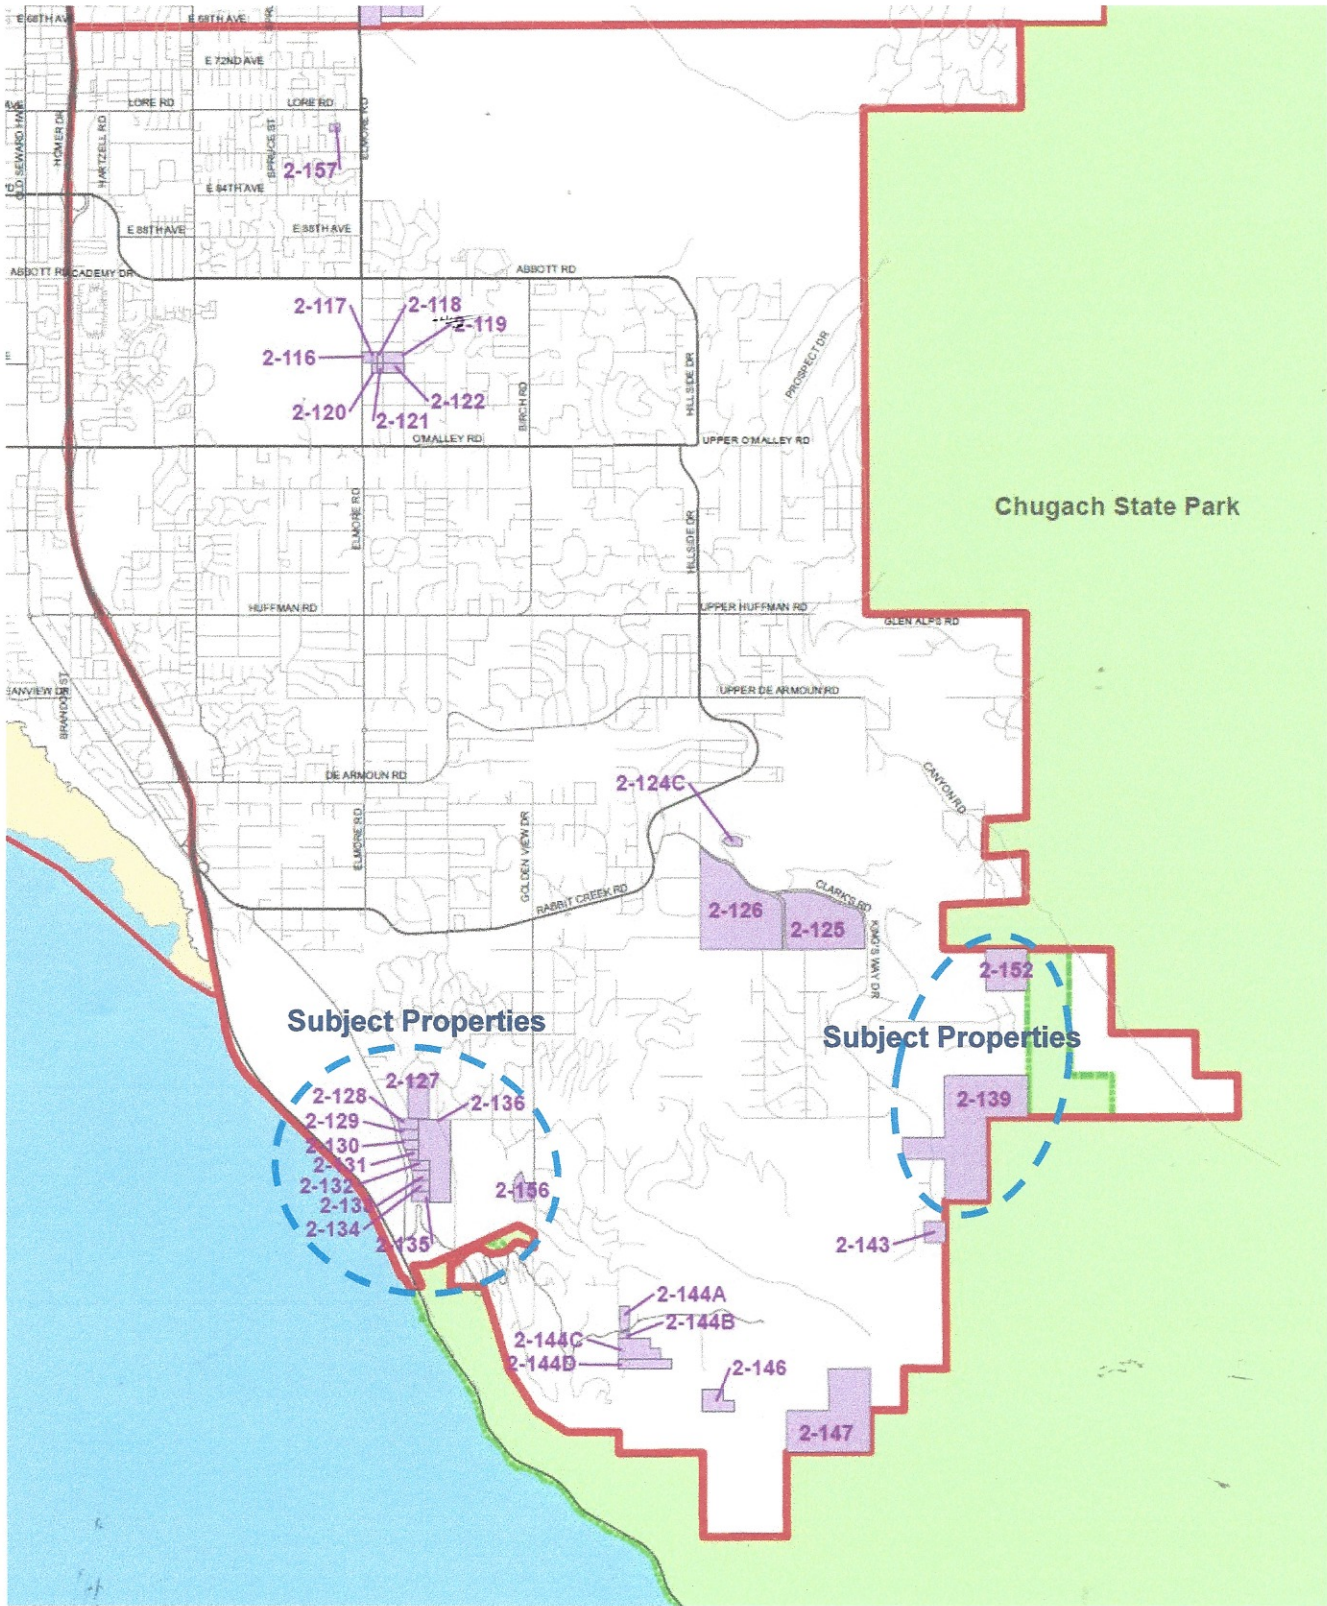 E 68TH AVE
E 68TH AVE
E 72ND AVE
LORE RD
LORE RD
ELMORE RD
OLD SEWARD HWY
HOMER DR
HARTZELL RD
SPRUCE ST
2-157
E 84TH AVE
E 88TH AVE
E 88TH AVE
ABBOTT RD
ACADEMY DR
ABBOTT RD
2-117
2-118
2-119
2-116
2-120
2-121
2-122
BIRCH RD
HILLSIDE DR
PROSPECT DR
O'MALLEY RD
UPPER O'MALLEY RD
Chugach State Park
ELMORE RD
HILLSIDE DR
HUFFMAN RD
UPPER HUFFMAN RD
GLEN ALPS RD
EANVIEW DR
BRANDON ST
UPPER DE ARMOUN RD
DE ARMOUN RD
2-124C
CANYON RD
ELMORE RD
GOLDEN VIEW DR
RABBIT CREEK RD
CLARK'S RD
2-126
2-125
KING'S WAY DR
2-152
Subject Properties
Subject Properties
2-127
2-128
2-136
2-129
2-130
2-131
2-132
2-133
2-134
2-135
2-156
2-139
2-143
2-144A
2-144B
2-144C
2-144D
2-146
2-147